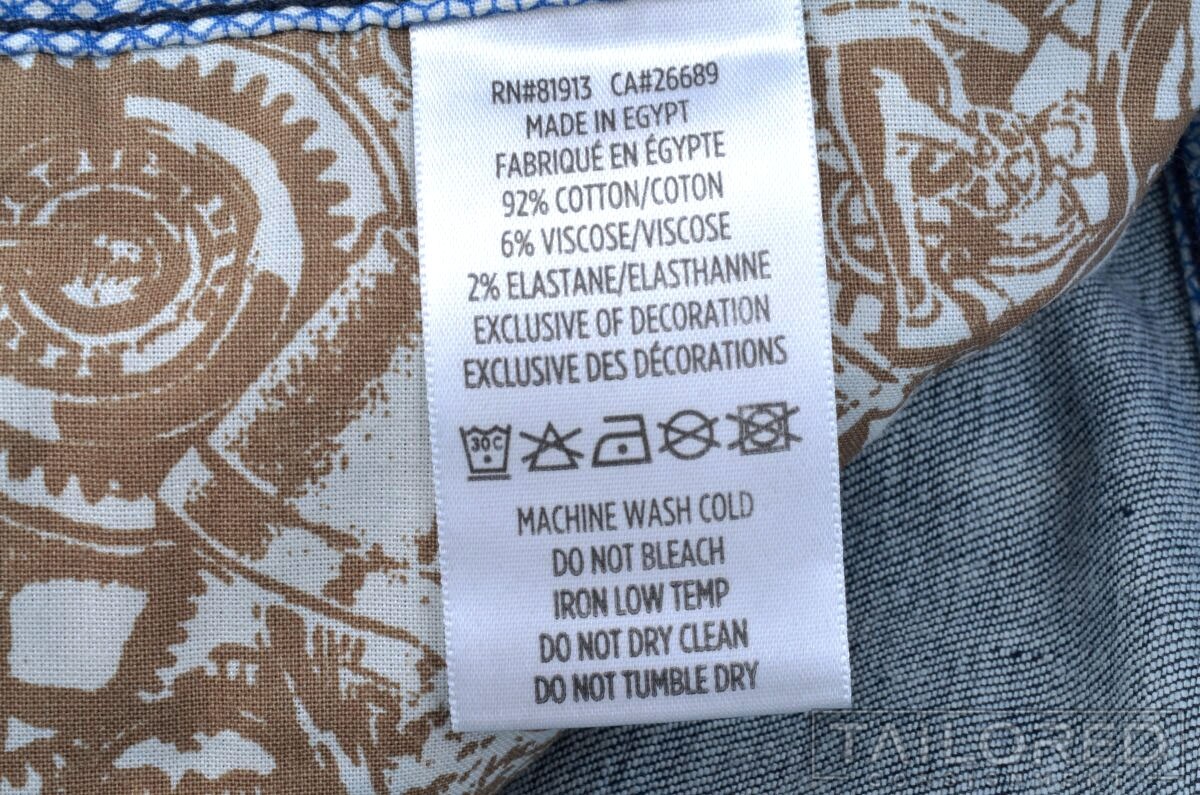 RN#81913 CA#26689
MADE IN EGYPT
FABRIQUÉ EN ÉGYPTE
92% COTTON/COTON
6% VISCOSE/VISCOSE
2% ELASTANE/ELASTHANNE
EXCLUSIVE OF DECORATION
EXCLUSIVE DES DÉCORATIONS
30C
MACHINE WASH COLD
DO NOT BLEACH
IRON LOW TEMP
DO NOT DRY CLEAN
DO NOT TUMBLE DRY
TAILORED